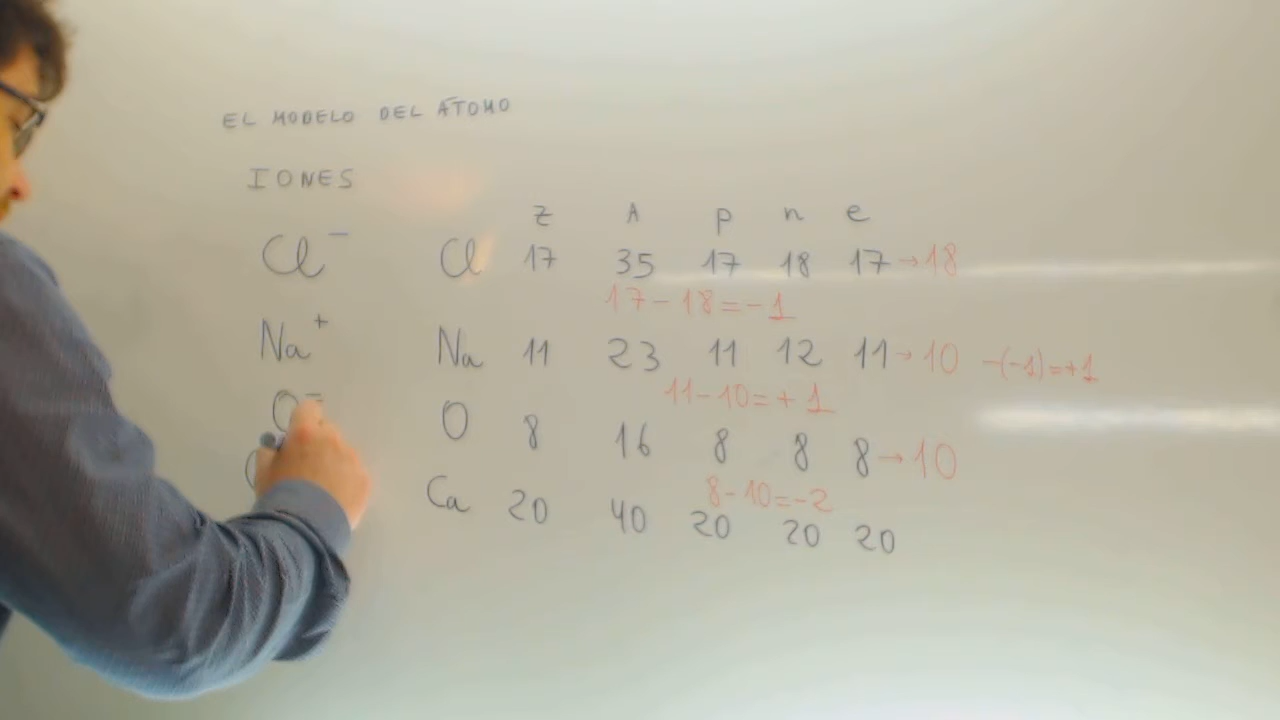 EL MODELO DEL ÁTOMO
IONES
Z A p n e
Cl⁻ Cl 17 35 17 18 17→18
17-18=-1
Na⁺ Na 11 23 11 12 11→10 -(-1)=+1
11-10=+1
O⁼ O 8 16 8 8 8→10
8-10=-2
Ca 20 40 20 20 20